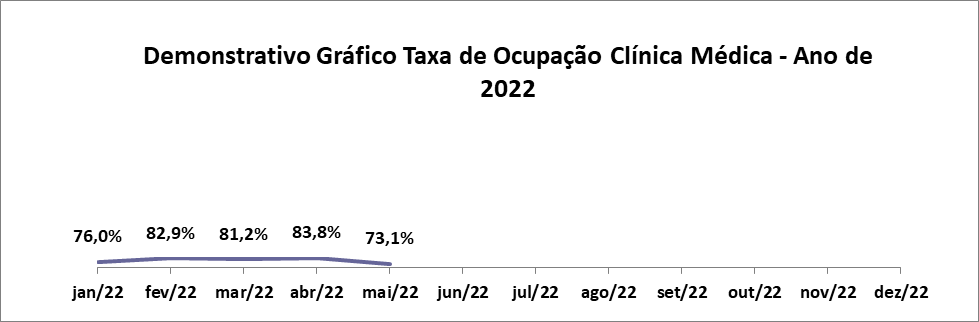 Demonstrativo Gráfico Taxa de Ocupação Clínica Médica - Ano de
2022
76,0% 82,9% 81,2% 83,8% 73,1%
jan/22 fev/22 mar/22 abr/22 mai/22 jun/22 jul/22 ago/22 set/22 out/22 nov/22 dez/22